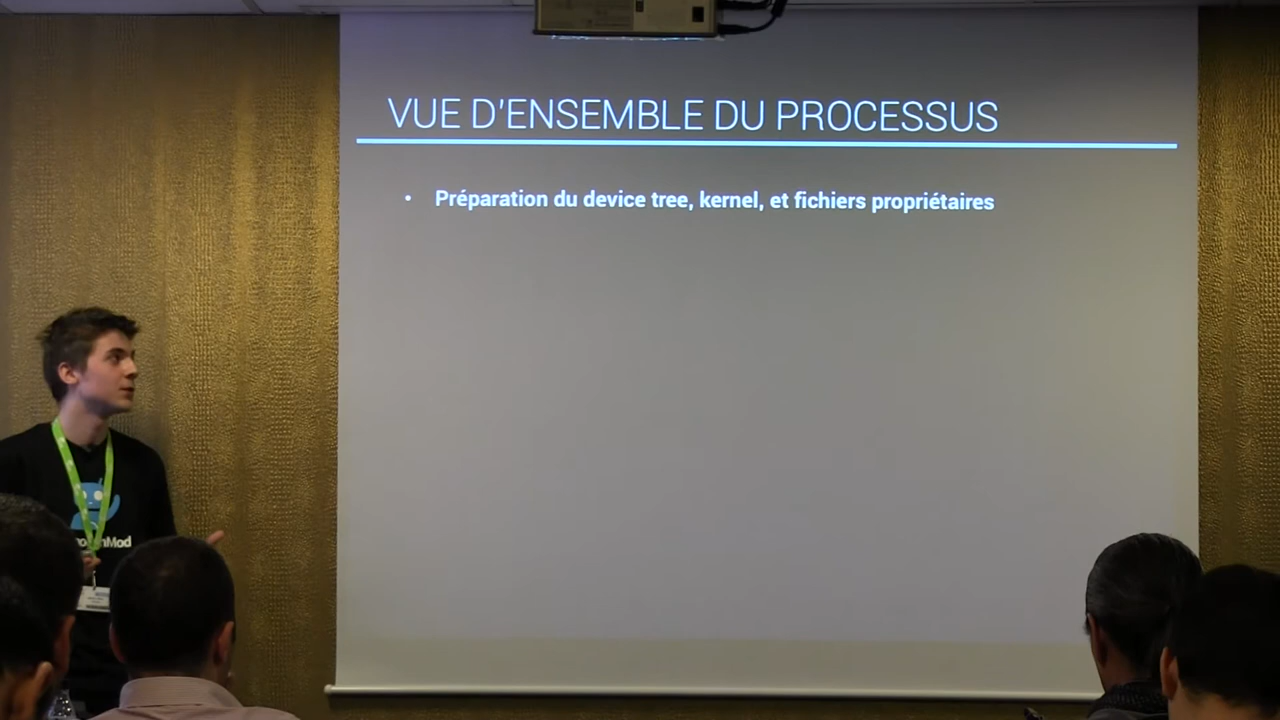 VUE D'ENSEMBLE DU PROCESSUS
• Préparation du device tree, kernel, et fichiers propriétaires